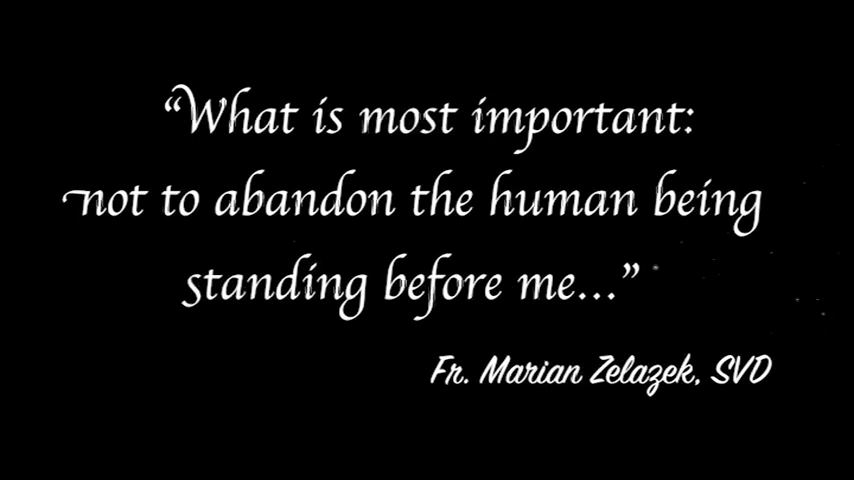 “What is most important:
not to abandon the human being
standing before me...”
Fr. Marian Zelazek, SVD